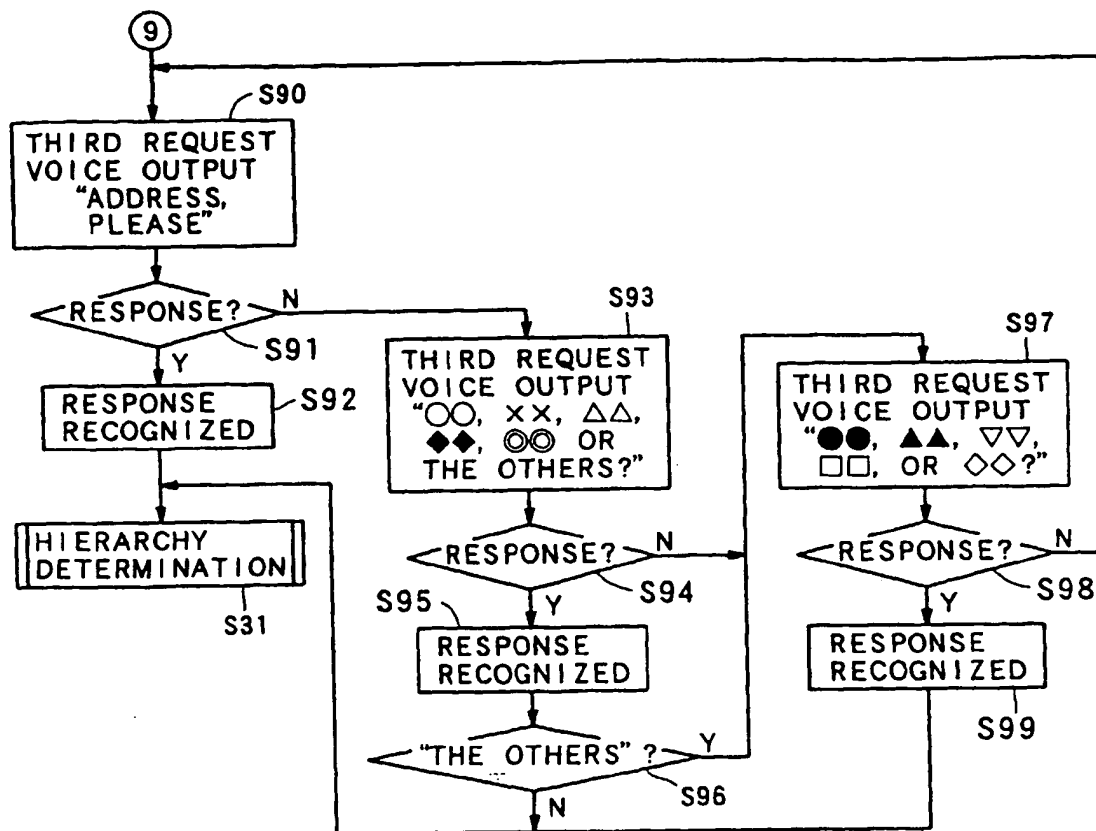 9
S90
THIRD REQUEST
VOICE OUTPUT
“ADDRESS,
PLEASE”
RESPONSE?
N
S91
Y
RESPONSE
RECOGNIZED
S92
HIERARCHY
DETERMINATION
S31
S93
THIRD REQUEST
VOICE OUTPUT
“○○, ××, △△,
◆◆, ◎◎ OR
THE OTHERS?”
RESPONSE?
N
S94
Y
S95
RESPONSE
RECOGNIZED
“THE OTHERS”?
Y
S96
N
S97
THIRD REQUEST
VOICE OUTPUT
“●●, ▲▲, ▽▽,
□□, OR ◇◇?”
RESPONSE?
N
S98
Y
RESPONSE
RECOGNIZED
S99